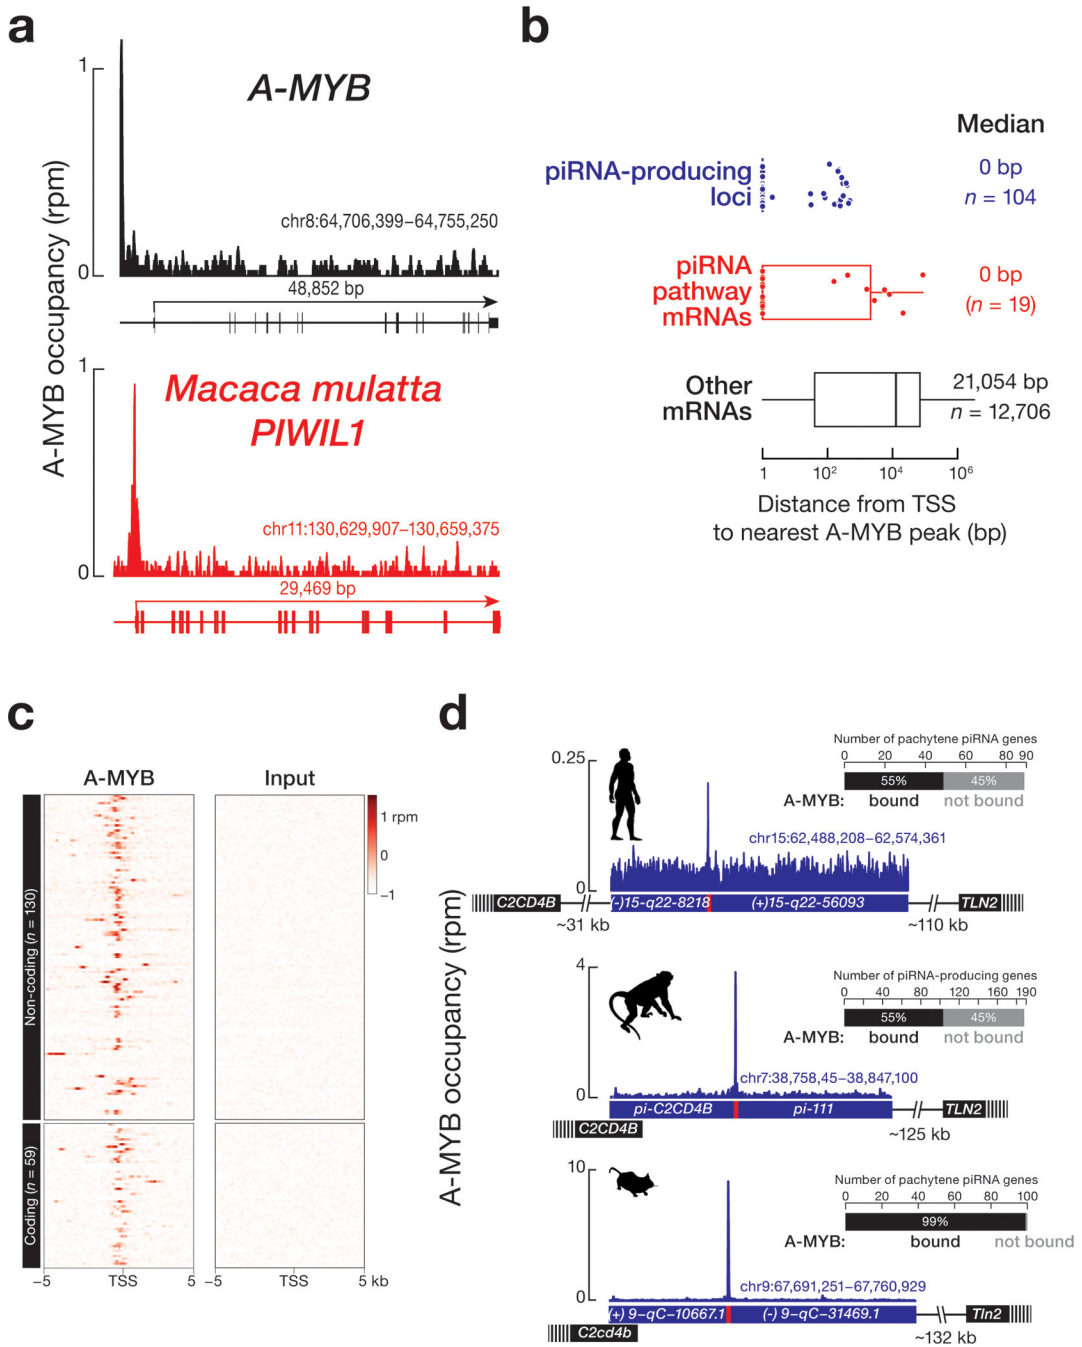 a
A-MYB occupancy (rpm)
1
0
A-MYB
chr8:64,706,399–64,755,250
48,852 bp
1
0
Macaca mulatta
PIWIL1
chr11:130,629,907–130,659,375
29,469 bp
b
Median
piRNA-producing
loci
0 bp
n = 104
piRNA
pathway
mRNAs
0 bp
(n = 19)
Other
mRNAs
21,054 bp
n = 12,706
1 10² 10⁴ 10⁶
Distance from TSS
to nearest A-MYB peak (bp)
c
A-MYB Input
Non-coding (n = 130)
Coding (n = 59)
1 rpm
0
−1
−5 TSS 5 −5 TSS 5 kb
d
A-MYB occupancy (rpm)
0.25
0
Number of pachytene piRNA genes
0 20 40 60 80 90
55% 45%
A-MYB: bound not bound
chr15:62,488,208–62,574,361
C2CD4B (-)15-q22-8218 (+)15-q22-56093 TLN2
~31 kb ~110 kb
4
0
Number of piRNA-producing genes
0 40 80 120 160 190
55% 45%
A-MYB: bound not bound
chr7:38,758,45–38,847,100
pi-C2CD4B pi-111 TLN2
C2CD4B ~125 kb
10
0
Number of pachytene piRNA genes
0 20 40 60 80 100
99%
A-MYB: bound not bound
chr9:67,691,251–67,760,929
(+) 9–qC–10667.1 (-) 9–qC–31469.1 Tln2
C2cd4b ~132 kb